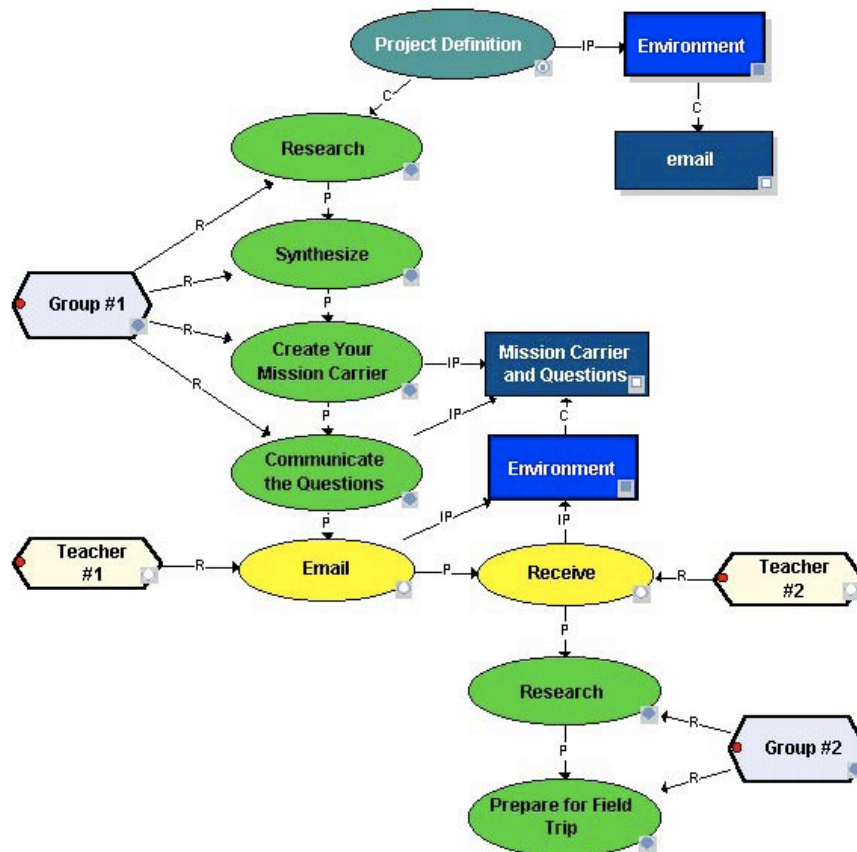 Project Definition
IP
Environment
C
C
email
Research
R
P
Synthesize
Group #1
R
P
R
Create Your
Mission Carrier
IP
Mission Carrier
and Questions
R
P
IP
C
Communicate
the Questions
Environment
P
IP
IP
Teacher
#1
R
Email
P
Receive
R
Teacher
#2
P
Research
R
Group #2
P
R
Prepare for Field
Trip